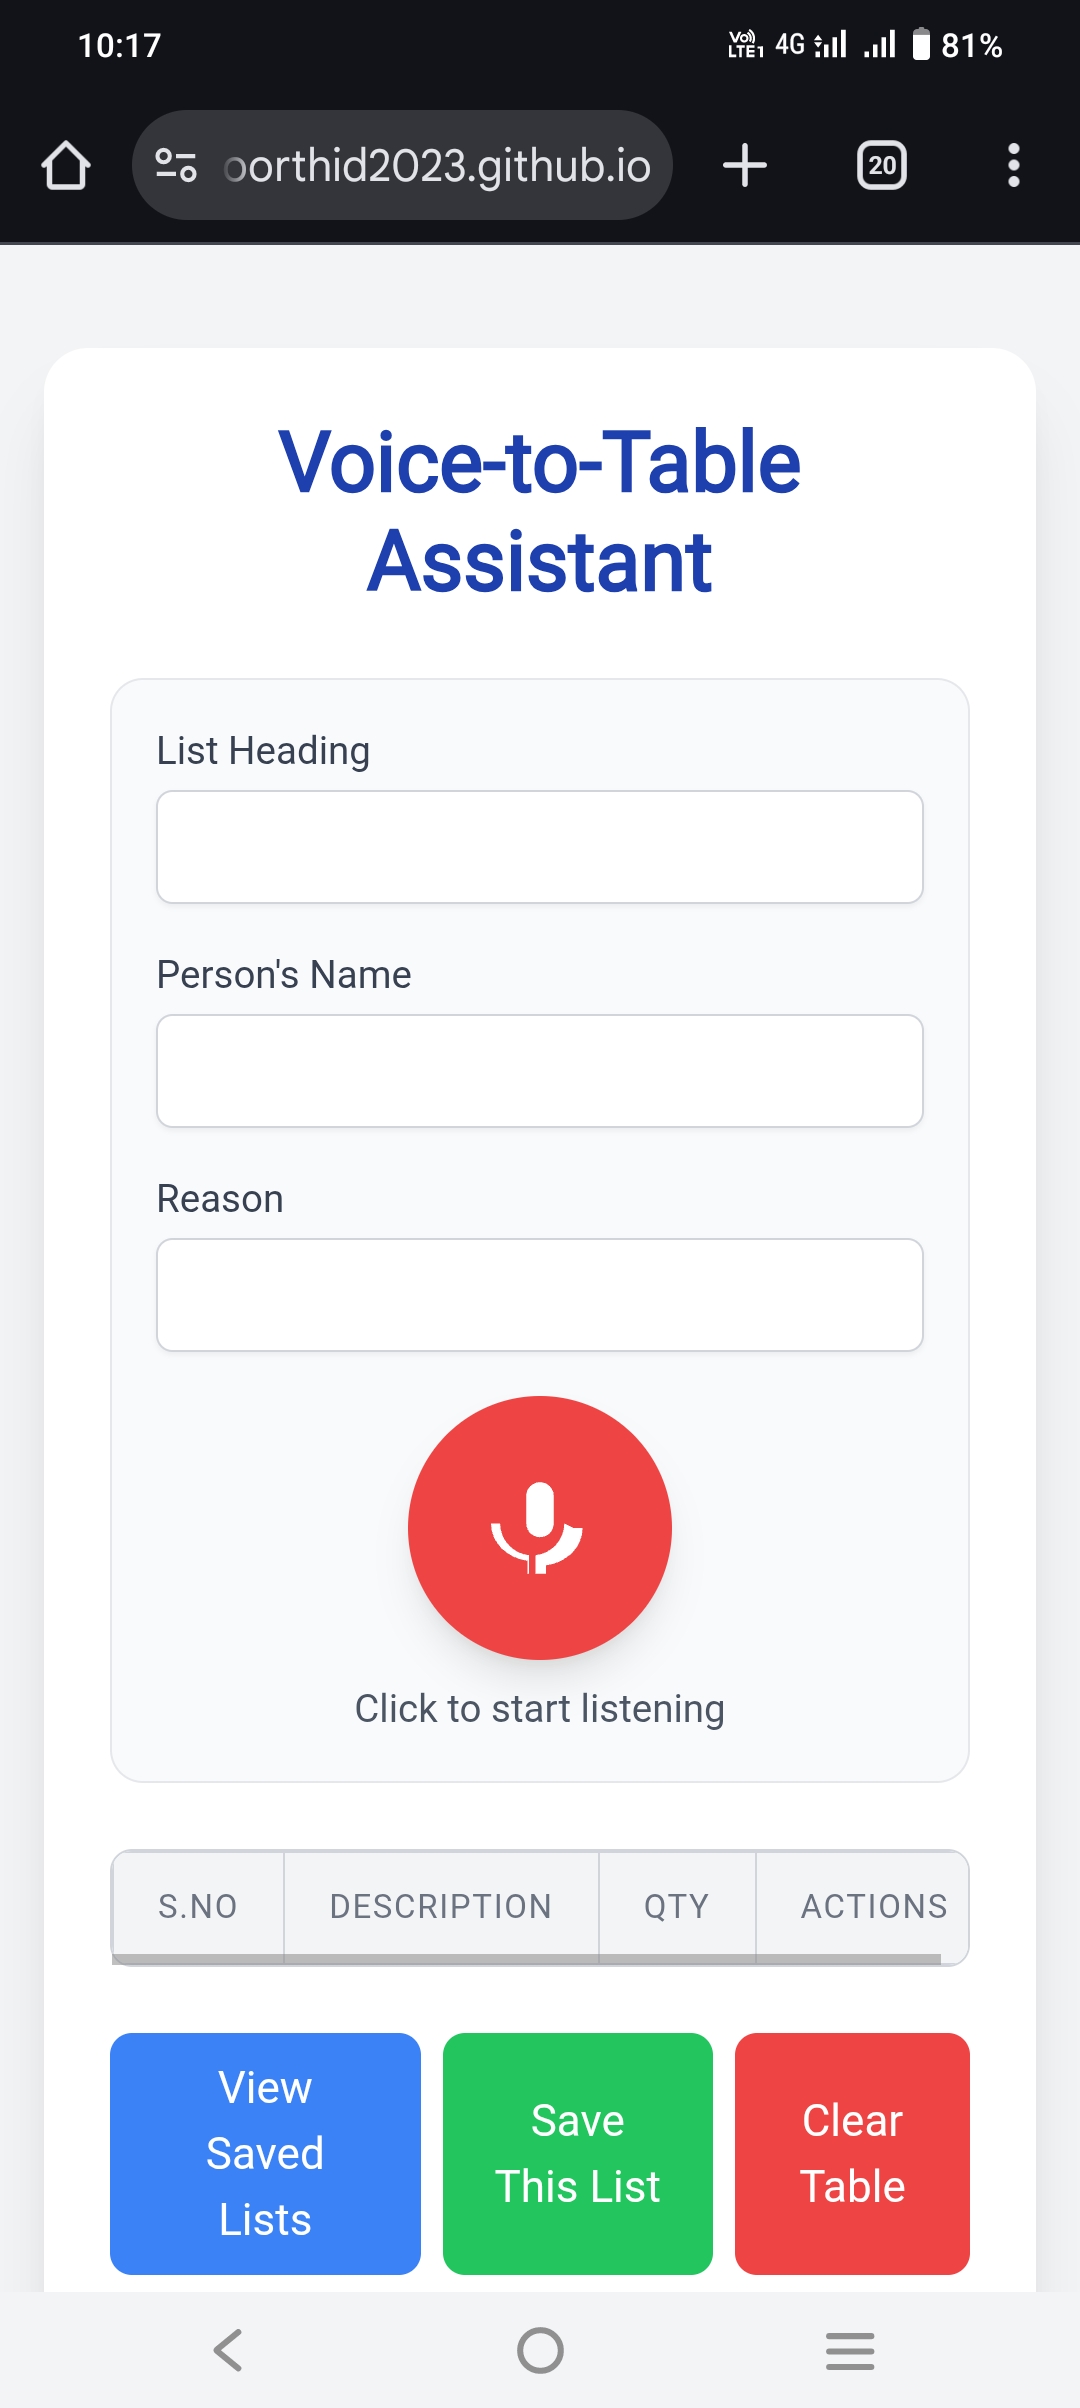 10:17
Vo) LTE1 4G 81%
oorthid2023.github.io
20
Voice-to-Table
Assistant
List Heading
Person's Name
Reason
Click to start listening
S.NO DESCRIPTION QTY ACTIONS
View
Saved
Lists
Save
This List
Clear
Table